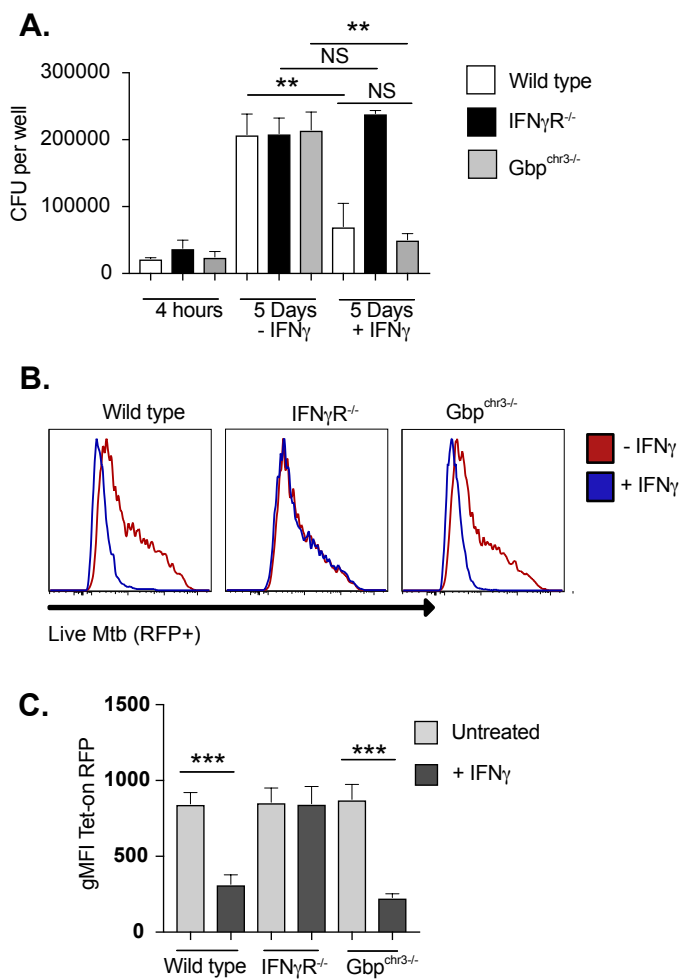 A.
**
NS
** NS
300000
200000
100000
0
CFU per well
4 hours
5 Days
- IFNγ
5 Days
+ IFNγ
Wild type
IFNγR-/-
Gbpchr3-/-
B.
Wild type
IFNγR-/-
Gbpchr3-/-
- IFNγ
+ IFNγ
Live Mtb (RFP+)
C.
1500
1000
500
0
gMFI Tet-on RFP
***
***
Untreated
+ IFNγ
Wild type
IFNγR-/-
Gbpchr3-/-